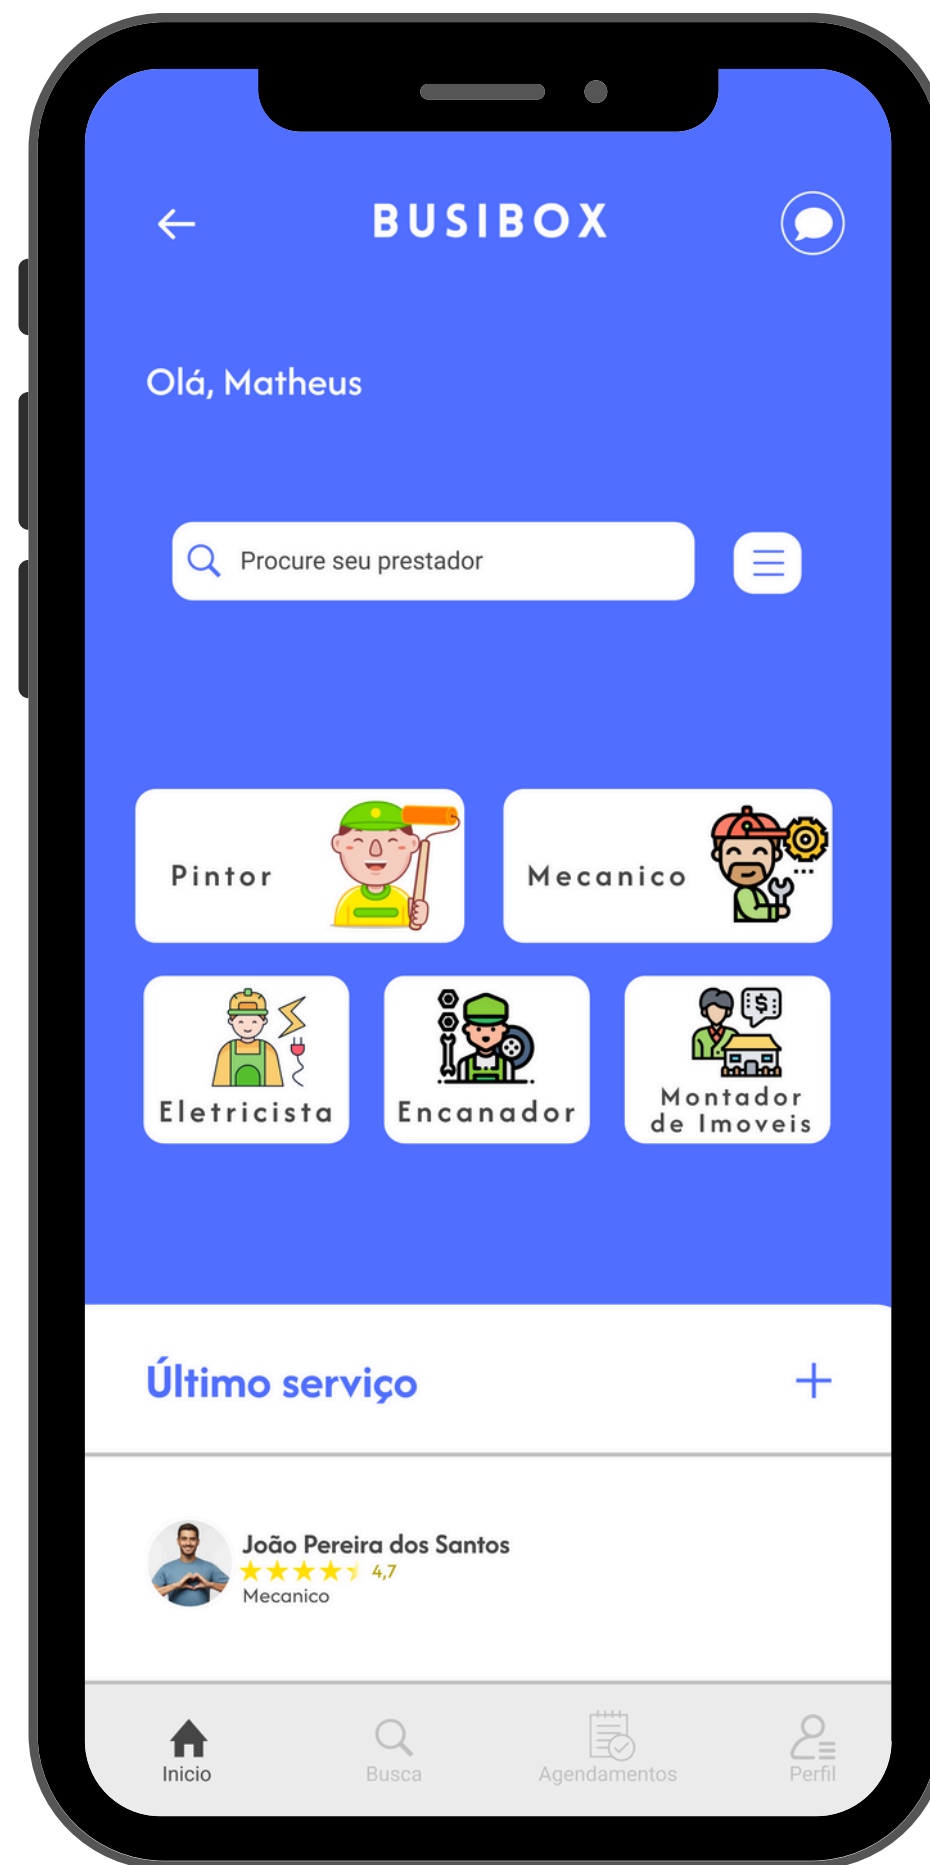 BUSIBOX
Olá, Matheus
Procure seu prestador
Pintor
Mecanico
$
Eletricista
Encanador
Montador
de Imoveis
Último serviço
João Pereira dos Santos
4,7
Mecanico
Inicio
Busca
Agendamentos
Perfil